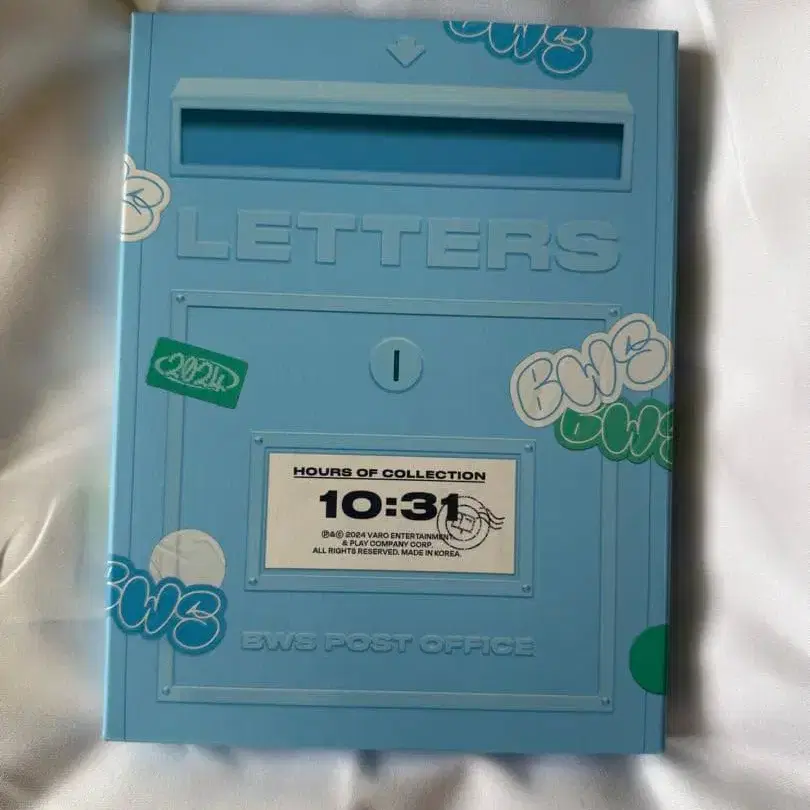 BWS
LETTERS
2024
BWS
BWS
HOURS OF COLLECTION
10:31
℗&© 2024 VARO ENTERTAINMENT
& PLAY COMPANY CORP.
ALL RIGHTS RESERVED. MADE IN KOREA.
BWS
BWS POST OFFICE